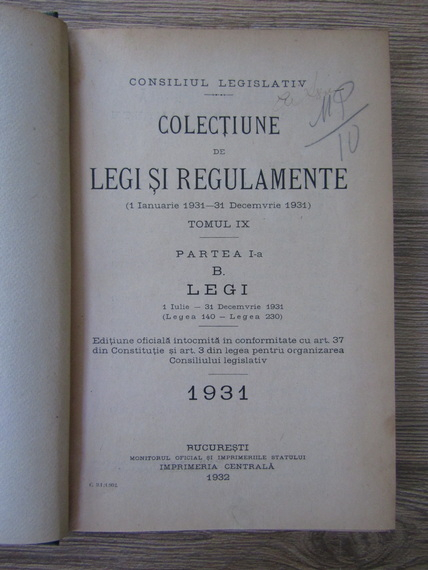 CONSILIUL LEGISLATIV
COLECȚIUNE
DE
LEGI ȘI REGULAMENTE
(1 Ianuarie 1931—31 Decemvrie 1931)
TOMUL IX
PARTEA I-a
B.
LEGI
1 Iulie — 31 Decemvrie 1931
(Legea 140 — Legea 230)
Edițiune oficială întocmită în conformitate cu art. 37
din Constituție și art. 3 din legea pentru organizarea
Consiliului legislativ
1931
BUCUREȘTI
MONITORUL OFICIAL ȘI IMPRIMERIILE STATULUI
IMPRIMERIA CENTRALĂ
1932
10